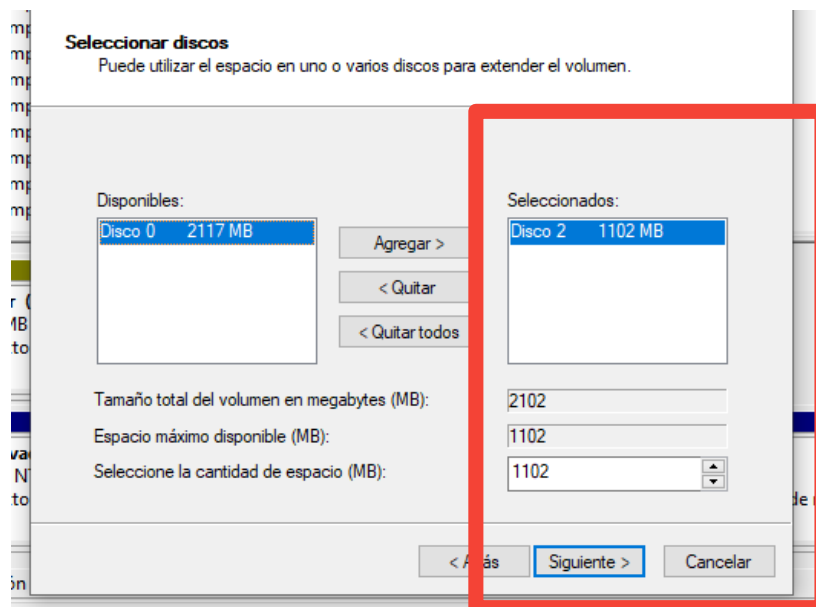 Seleccionar discos
Puede utilizar el espacio en uno o varios discos para extender el volumen.
Disponibles:
Seleccionados:
Disco 0 2117 MB
Disco 2 1102 MB
Agregar >
< Quitar
< Quitar todos
Tamaño total del volumen en megabytes (MB):
2102
Espacio máximo disponible (MB):
1102
Seleccione la cantidad de espacio (MB):
1102
Siguiente >
Cancelar